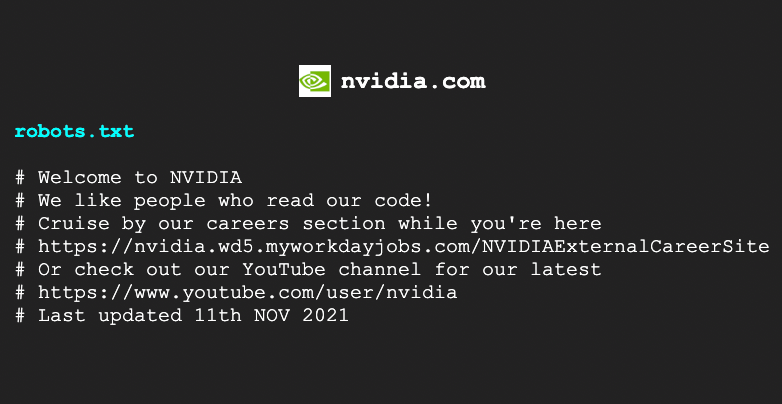 nvidia.com
robots.txt
# Welcome to NVIDIA
# We like people who read our code!
# Cruise by our careers section while you're here
# https://nvidia.wd5.myworkdayjobs.com/NVIDIAExternalCareerSite
# Or check out our YouTube channel for our latest
# https://www.youtube.com/user/nvidia
# Last updated 11th NOV 2021